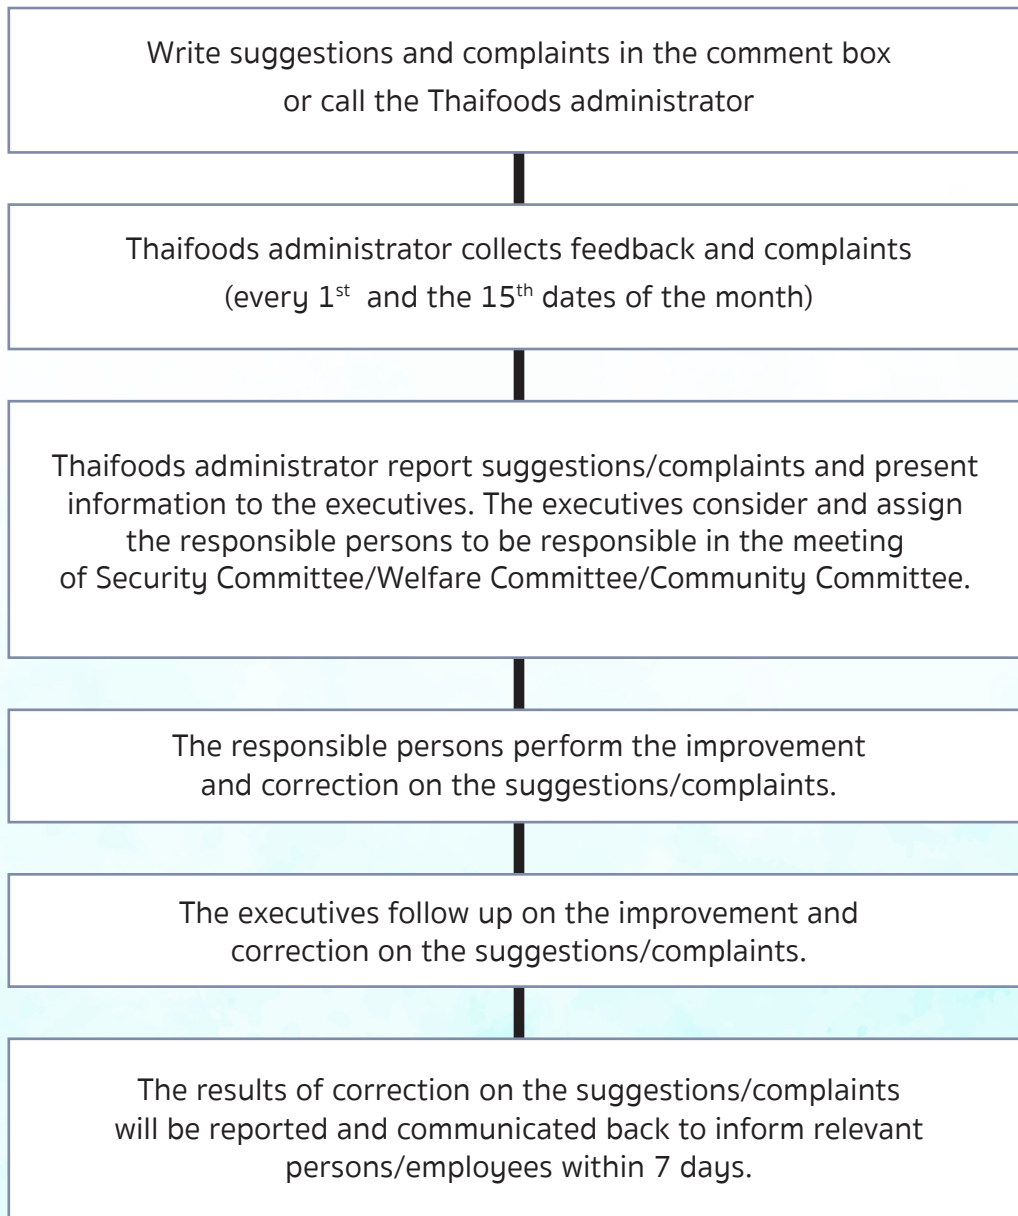 Write suggestions and complaints in the comment box
or call the Thaifoods administrator
Thaifoods administrator collects feedback and complaints
(every 1st and the 15th dates of the month)
Thaifoods administrator report suggestions/complaints and present
information to the executives. The executives consider and assign
the responsible persons to be responsible in the meeting
of Security Committee/Welfare Committee/Community Committee.
The responsible persons perform the improvement
and correction on the suggestions/complaints.
The executives follow up on the improvement and
correction on the suggestions/complaints.
The results of correction on the suggestions/complaints
will be reported and communicated back to inform relevant
persons/employees within 7 days.